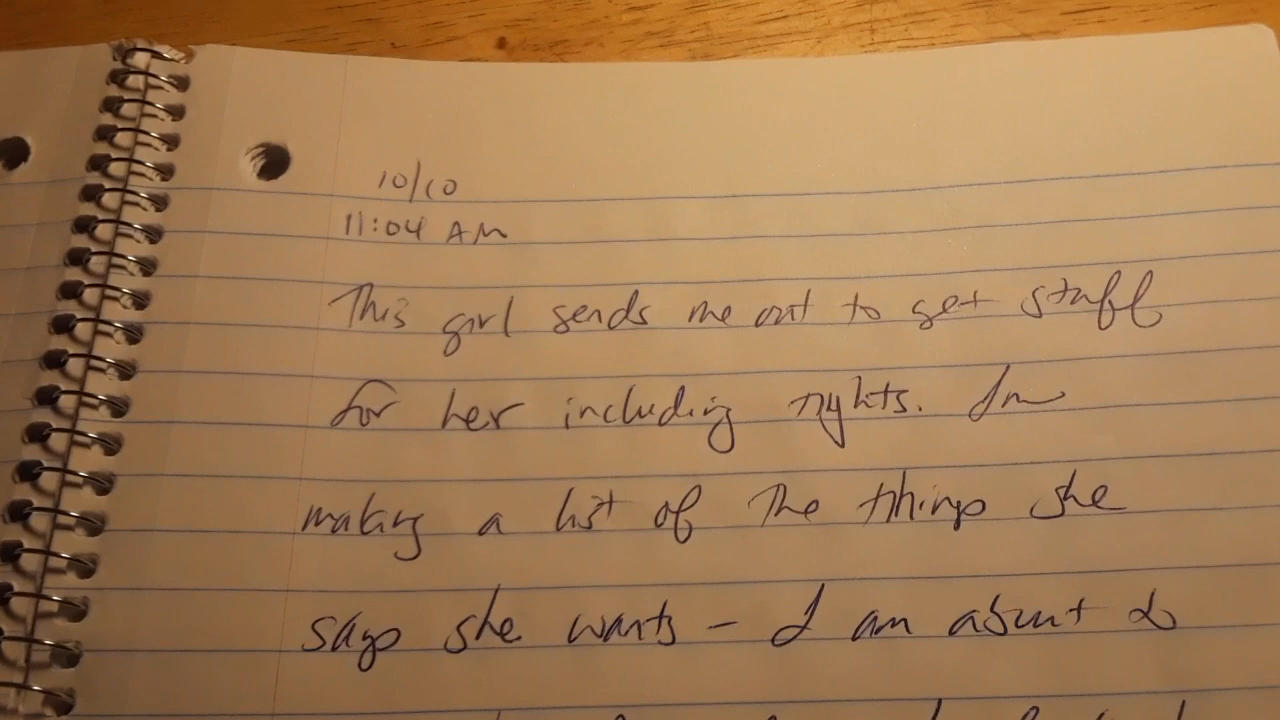 10/10
11:04 AM
This girl sends me out to get stuff
for her including tights. Im
making a list of the things she
says she wants - I am about to